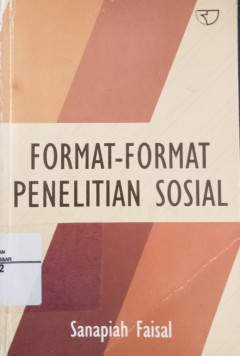 FORMAT-FORMAT
PENELITIAN SOSIAL
Sanapiah Faisal